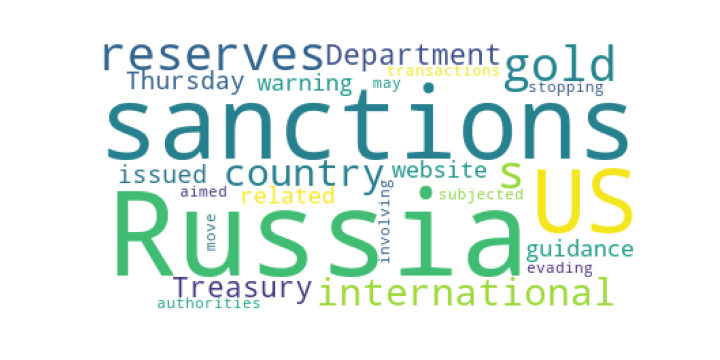 reserves Department gold
Thursday warning may transactions stopping
sanctions
issued country website s US
aimed related involving subjected
Russia move guidance
evading
Treasury international
authorities